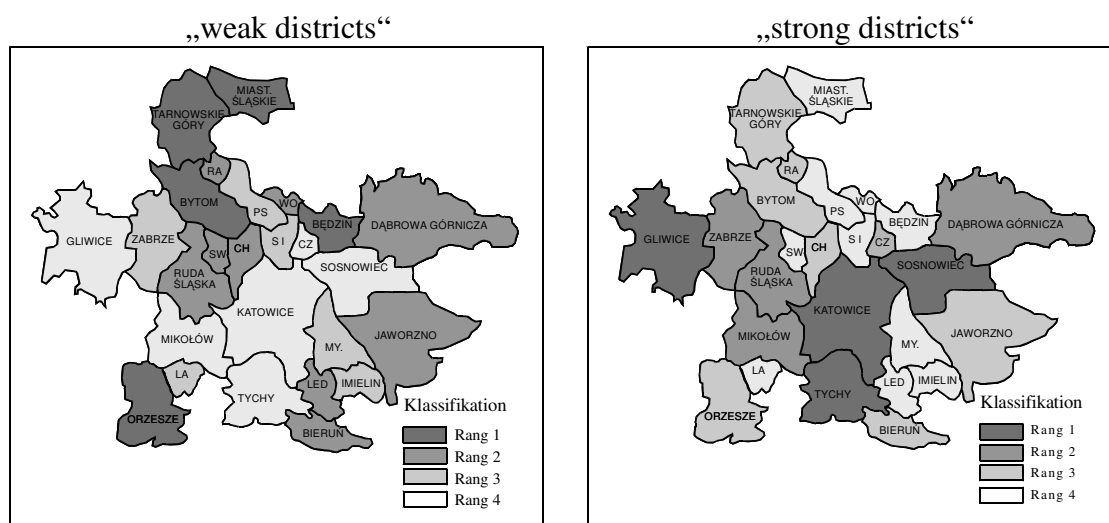 „weak districts“
MIAST.
ŚLĄSKIE
TARNOWSKIE
GÓRY
RA
BYTOM
PS
WO
BĘDZIN
DĄBROWA GÓRNICZA
GLIWICE
ZABRZE
SW
CH
S I
CZ
RUDA
ŚLĄSKA
SOSNOWIEC
KATOWICE
MIKOŁÓW
MY.
JAWORZNO
LA
TYCHY
LED
IMIELIN
ORZESZE
BIERUŃ
Klassifikation
Rang 1
Rang 2
Rang 3
Rang 4
„strong districts“
MIAST.
ŚLĄSKIE
TARNOWSKIE
GÓRY
RA
BYTOM
PS
WO
BĘDZIN
DĄBROWA GÓRNICZA
GLIWICE
ZABRZE
SW
CH
S I
CZ
RUDA
ŚLĄSKA
SOSNOWIEC
KATOWICE
MIKOŁÓW
MY.
JAWORZNO
LA
TYCHY
LED
IMIELIN
ORZESZE
BIERUŃ
Klassifikation
Rang 1
Rang 2
Rang 3
Rang 4